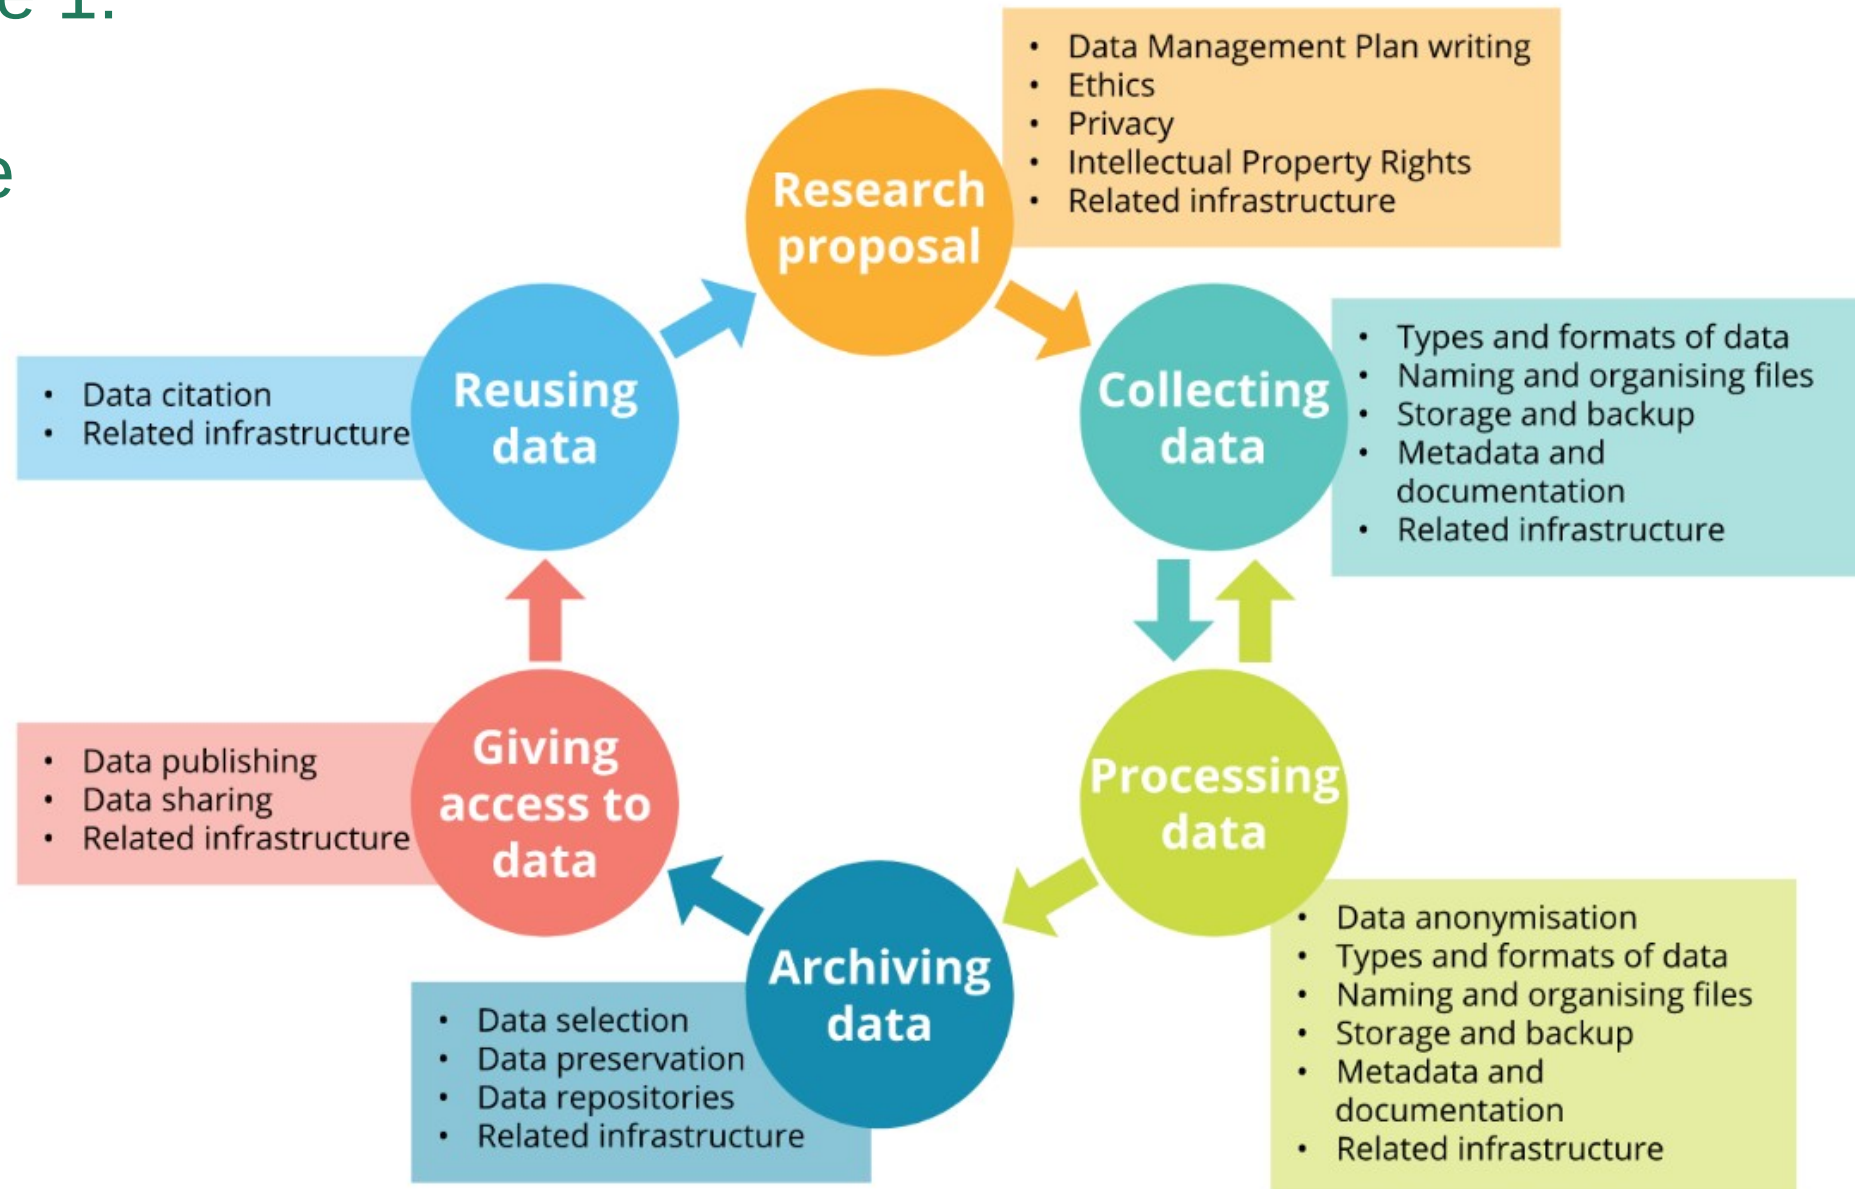 1.
e
• Data Management Plan writing
• Ethics
• Privacy
• Intellectual Property Rights
• Related infrastructure
Research
proposal
Collecting
data
• Types and formats of data
• Naming and organising files
• Storage and backup
• Metadata and
documentation
• Related infrastructure
Processing
data
• Data anonymisation
• Types and formats of data
• Naming and organising files
• Storage and backup
• Metadata and
documentation
• Related infrastructure
Archiving
data
• Data selection
• Data preservation
• Data repositories
• Related infrastructure
Giving
access to
data
• Data publishing
• Data sharing
• Related infrastructure
Reusing
data
• Data citation
• Related infrastructure